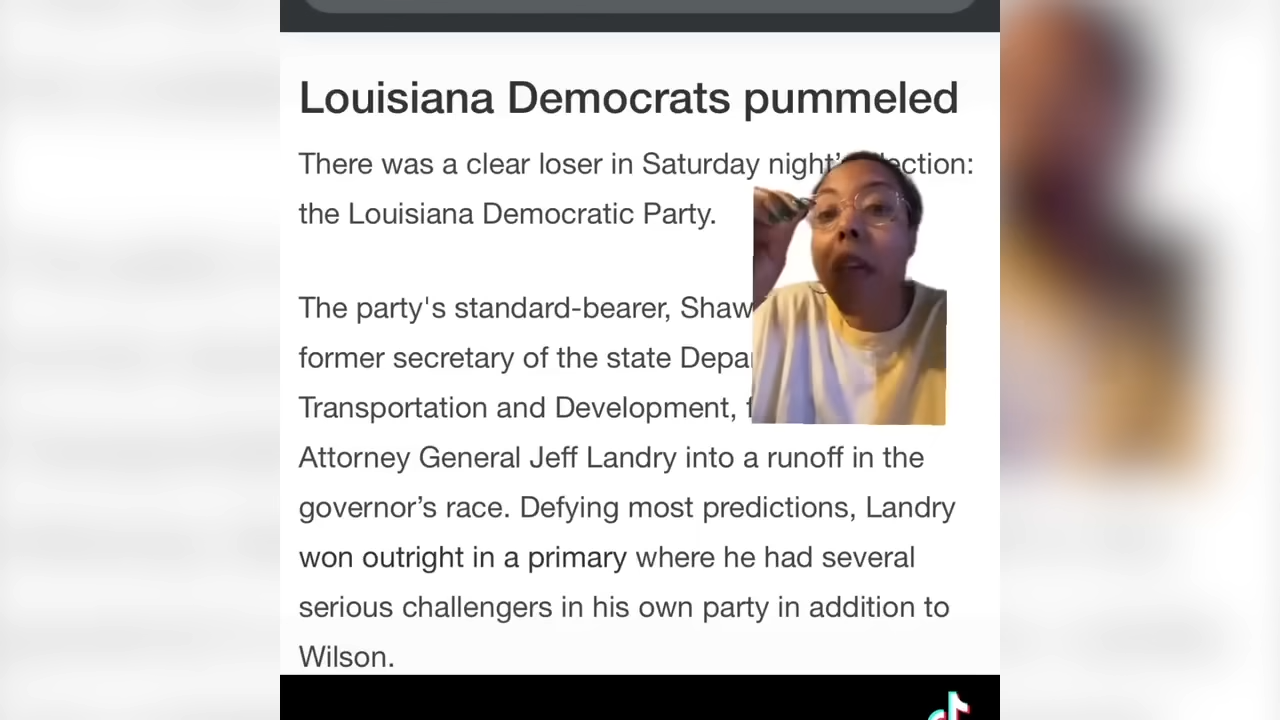 Louisiana Democrats pummeled
There was a clear loser in Saturday night's
the Louisiana Democratic Party.
The party's standard-bearer,
former secretary of the state
Transportation and Development,
Attorney General Jeff Landry into a runoff in the
governor’s race. Defying most predictions, Landry
won outright in a primary where he had several
serious challengers in his own party in addition to
Wilson.